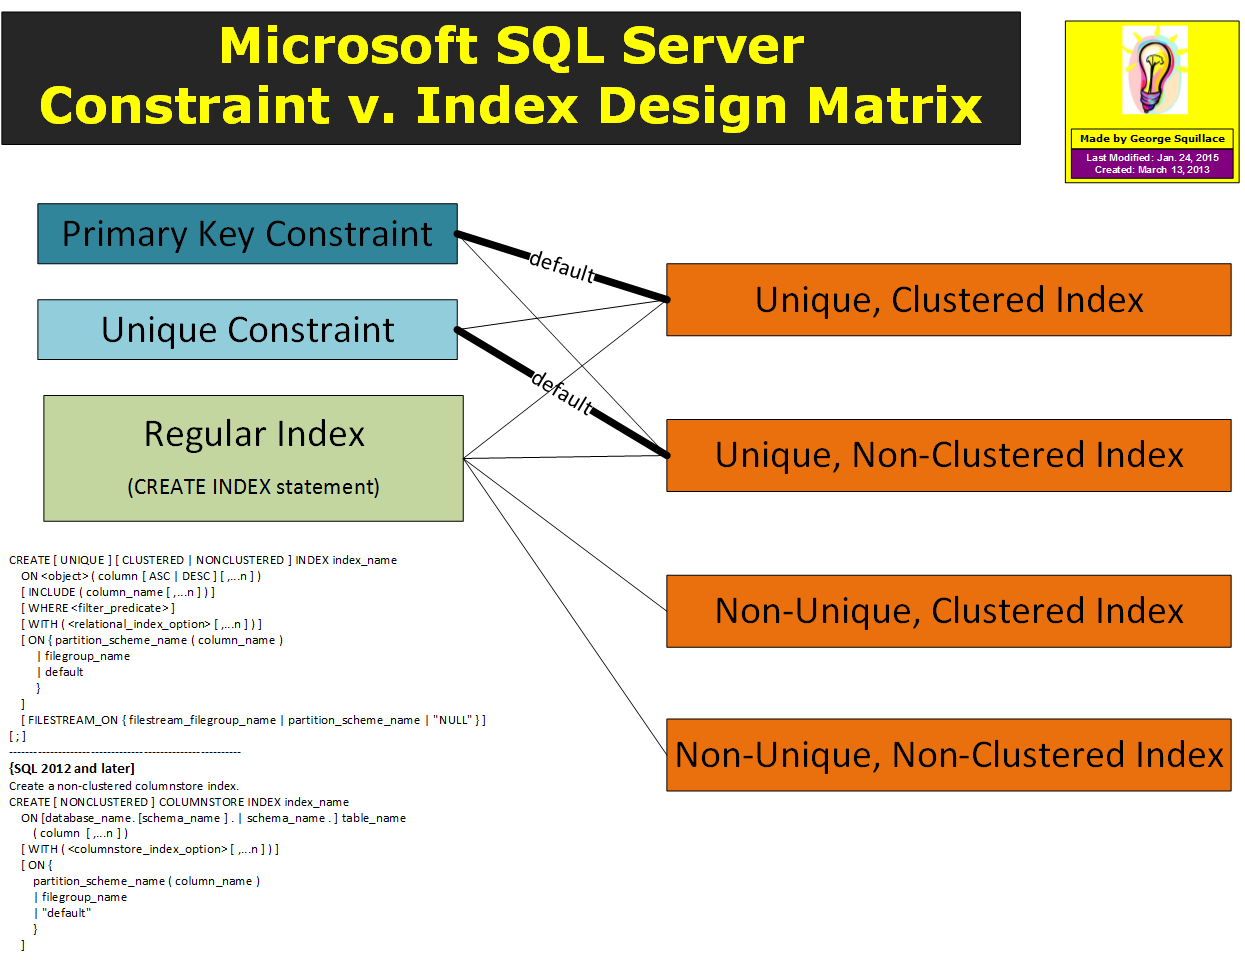 Microsoft SQL Server
Constraint v. Index Design Matrix
Made by George Squillace
Last Modified: Jan. 24, 2015
Created: March 13, 2013
Primary Key Constraint
default
Unique, Clustered Index
Unique Constraint
default
Regular Index
(CREATE INDEX statement)
Unique, Non-Clustered Index
Non-Unique, Clustered Index
Non-Unique, Non-Clustered Index
CREATE [ UNIQUE ] [ CLUSTERED | NONCLUSTERED ] INDEX index_name
ON <object> ( column [ ASC | DESC ] [ ,...n ] )
[ INCLUDE ( column_name [ ,...n ] ) ]
[ WHERE <filter_predicate> ]
[ WITH ( <relational_index_option> [ ,...n ] ) ]
[ ON { partition_scheme_name ( column_name )
| filegroup_name
| default
}
]
[ FILESTREAM_ON { filestream_filegroup_name | partition_scheme_name | "NULL" } ]
[ ; ]
--------------------------------------------------------
{SQL 2012 and later]
Create a non-clustered columnstore index.
CREATE [ NONCLUSTERED ] COLUMNSTORE INDEX index_name
ON [database_name. [schema_name ] . | schema_name . ] table_name
( column [ ,...n ] )
[ WITH ( <columnstore_index_option> [ ,...n ] ) ]
[ ON {
partition_scheme_name ( column_name )
| filegroup_name
| "default"
}
]